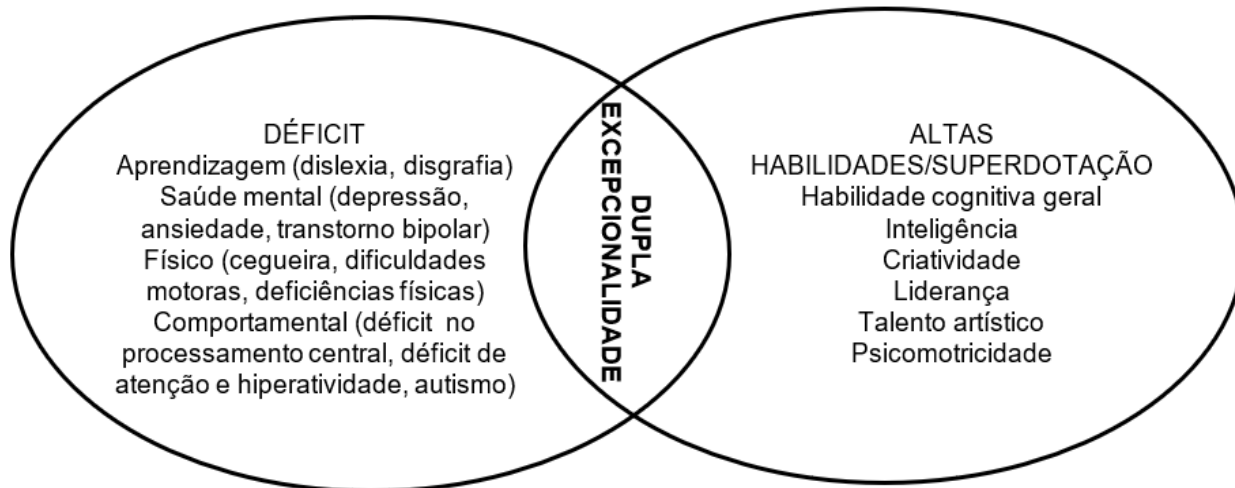 DÉFICIT
Aprendizagem (dislexia, disgrafia)
Saúde mental (depressão,
ansiedade, transtorno bipolar)
Físico (cegueira, dificuldades
motoras, deficiências físicas)
Comportamental (déficit no
processamento central, déficit de
atenção e hiperatividade, autismo)
DUPLA
EXCEPCIONALIDADE
ALTAS
HABILIDADES/SUPERDOTAÇÃO
Habilidade cognitiva geral
Inteligência
Criatividade
Liderança
Talento artístico
Psicomotricidade